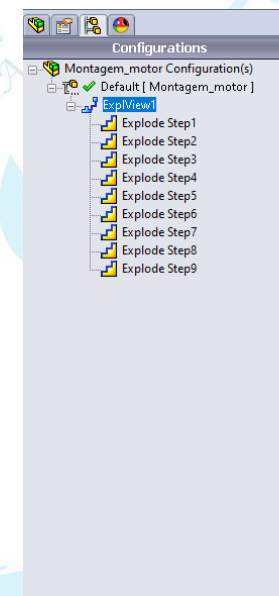 Configurations
Montagem_motor Configuration(s)
Default [ Montagem_motor ]
ExplView1
Explode Step1
Explode Step2
Explode Step3
Explode Step4
Explode Step5
Explode Step6
Explode Step7
Explode Step8
Explode Step9